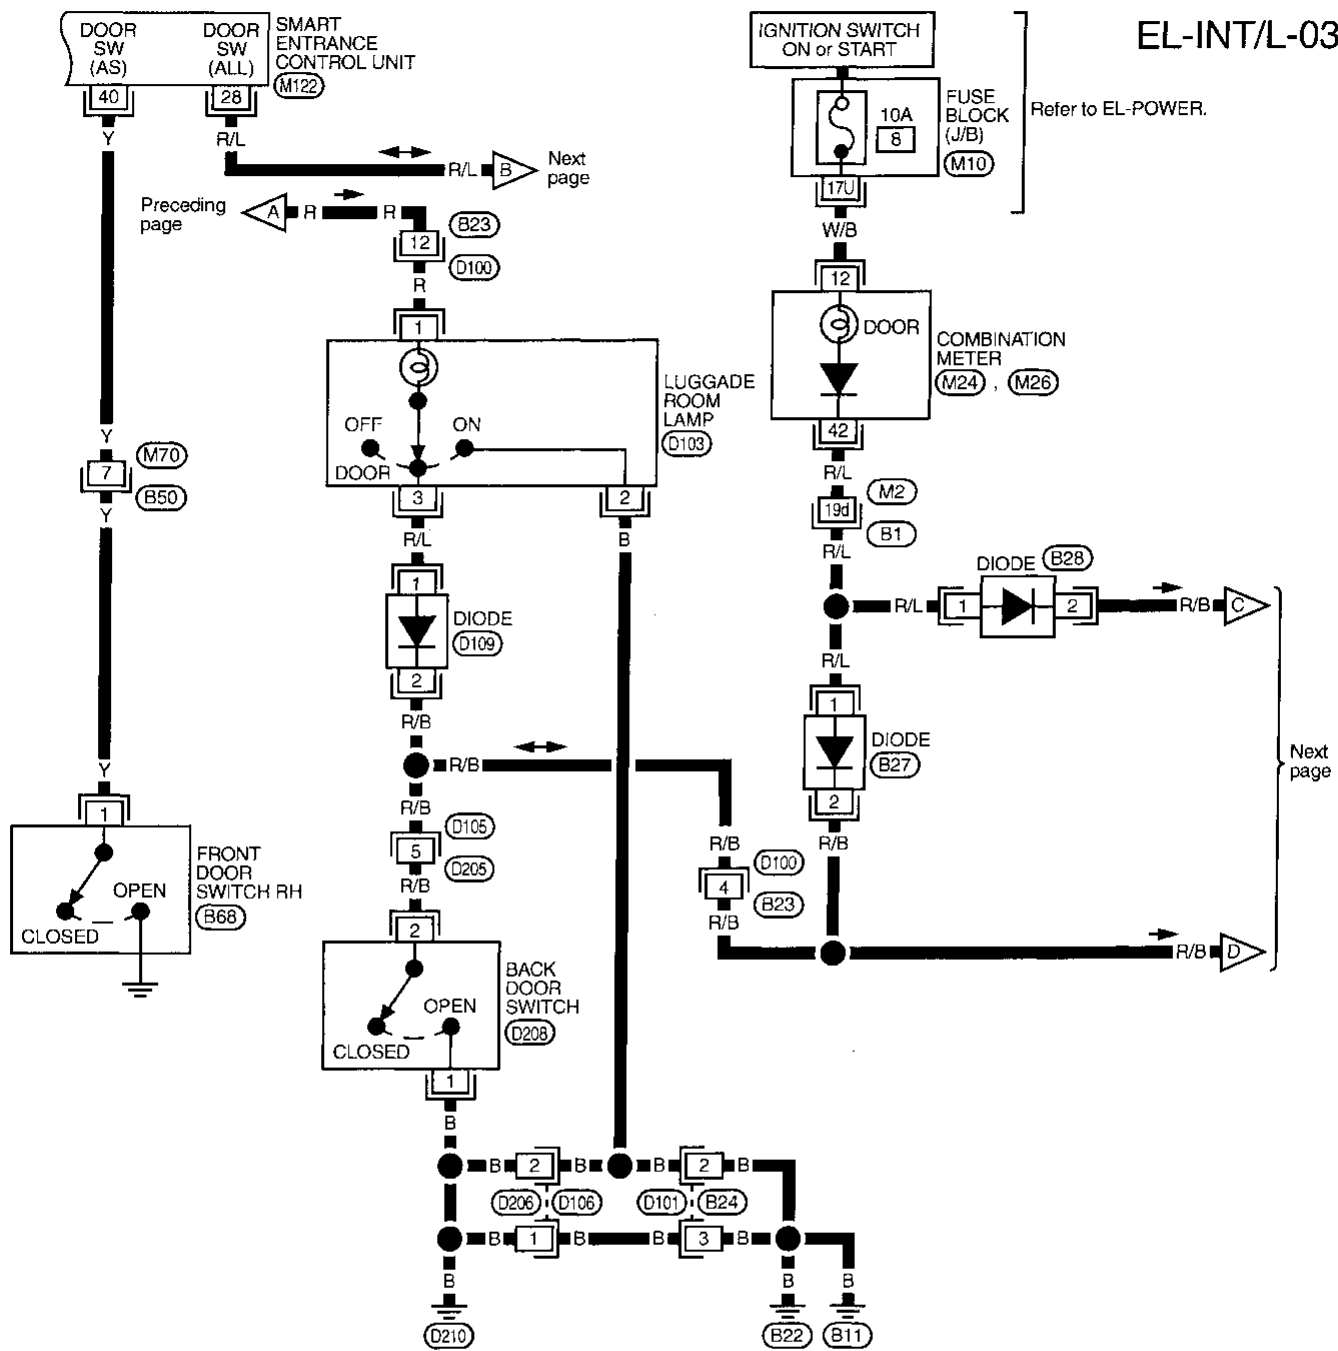 EL-INT/L-03
DOOR
SW
(AS)
DOOR
SW
(ALL)
SMART
ENTRANCE
CONTROL UNIT
M122
40
28
Y
R/L
R/L
B
Next
page
Preceding
page
A
R
R
12
B23
D100
R
1
OFF
ON
DOOR
LUGGADE
ROOM
LAMP
D103
3
2
R/L
B
1
DIODE
D109
2
R/B
R/B
R/B
5
D105
D205
R/B
2
BACK
DOOR
SWITCH
D208
OPEN
CLOSED
1
B
Y
7
M70
B50
Y
Y
1
FRONT
DOOR
SWITCH RH
B68
OPEN
CLOSED
IGNITION SWITCH
ON or START
FUSE
BLOCK
(J/B)
M10
10A
8
Refer to EL-POWER.
17U
W/B
12
DOOR
COMBINATION
METER
M24 , M26
42
R/L
19d
M2
B1
R/L
R/L
1
DIODE
B28
2
R/B
C
R/L
1
DIODE
B27
2
R/B
Next
page
R/B
4
D100
B23
R/B
R/B
D
B
2
B
B
2
B
D206
D106
D101
B24
B
1
B
B
3
B
B
B
B
D210
B22
B11